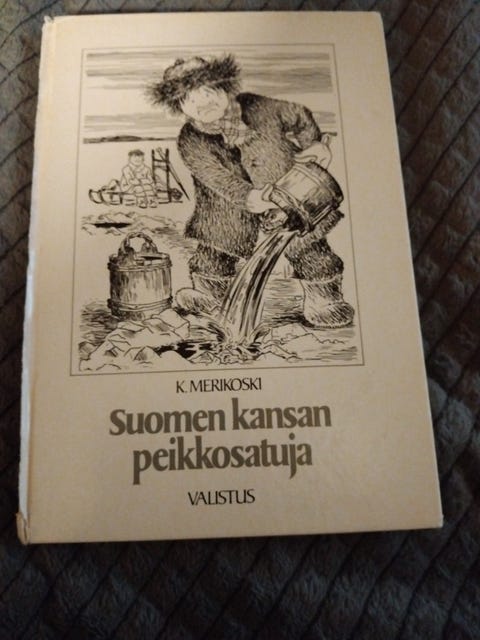 K. MERIKOSKI
Suomen kansan
peikkosatuja
VALISTUS